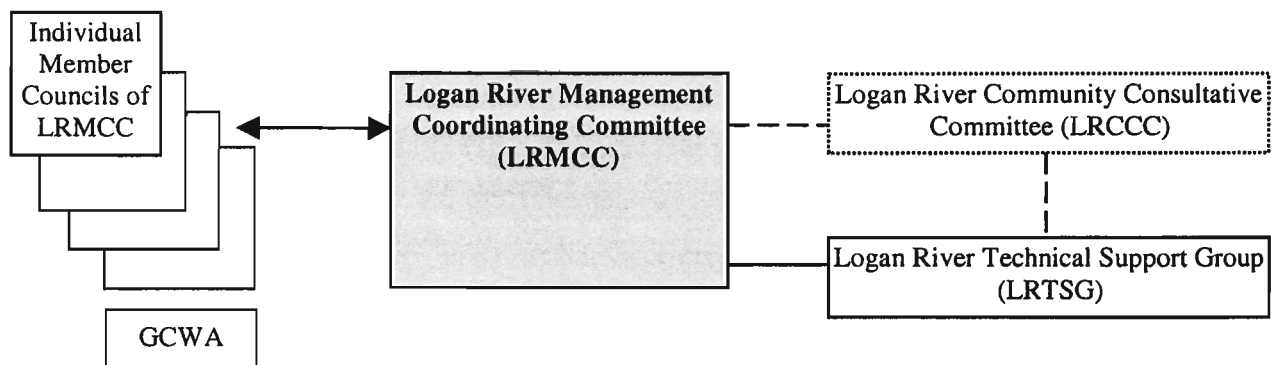 Individual
Member
Councils of
LRMCC
Logan River Management
Coordinating Committee
(LRMCC)
Logan River Community Consultative
Committee (LRCCC)
Logan River Technical Support Group
(LRTSG)
GCWA